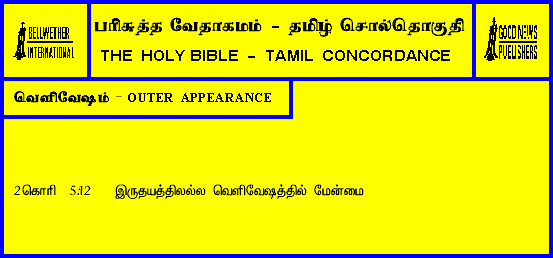 BELLWETHER
INTERNATIONAL
பரிசுத்த வேதாகமம் - தமிழ் சொல்தொகுதி
THE HOLY BIBLE - TAMIL CONCORDANCE
GOOD NEWS
PUBLISHERS
வெளிவேஷம் - OUTER APPEARANCE
2கொரி 5:12 இருதயத்திலல்ல வெளிவேஷத்தில் மேன்மை